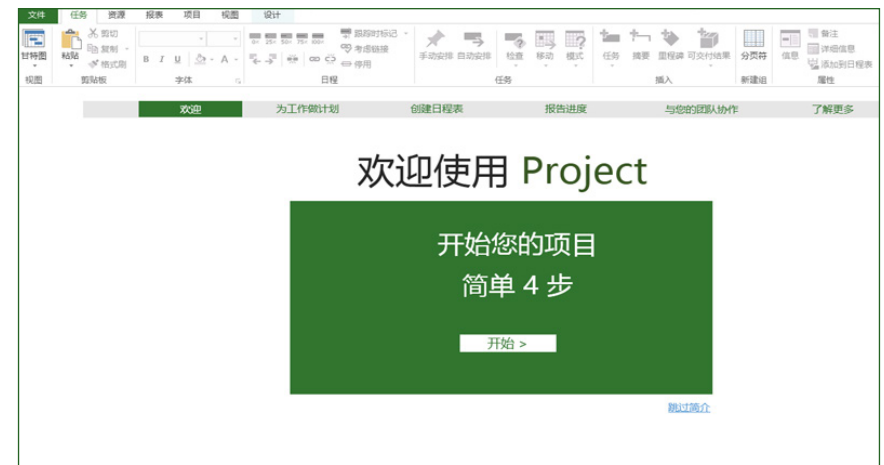 文件 任务 资源 报表 项目 视图 设计
剪切 跟踪时标记
复制 考虑链接 备注
甘特图 粘贴 格式刷 B I U A 0% 25% 50% 75% 100% 停用 手动安排 自动安排 检查 移动 模式 任务 摘要 里程碑 可交付结果 分页符 信息 详细信息
添加到日程表
视图 剪贴板 字体 日程 任务 插入 新建组 属性
欢迎 为工作做计划 创建日程表 报告进度 与您的团队协作 了解更多
欢迎使用 Project
开始您的项目
简单 4 步
开始 >
跳过简介